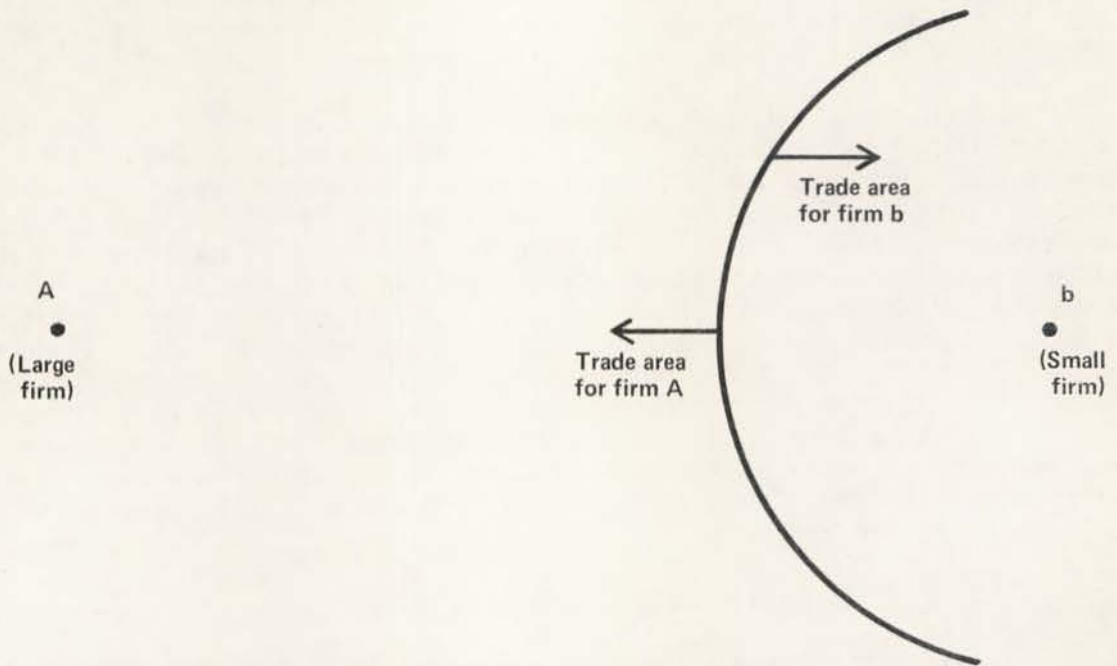 Trade area
for firm b
A
(Large
firm)
Trade area
for firm A
b
(Small
firm)